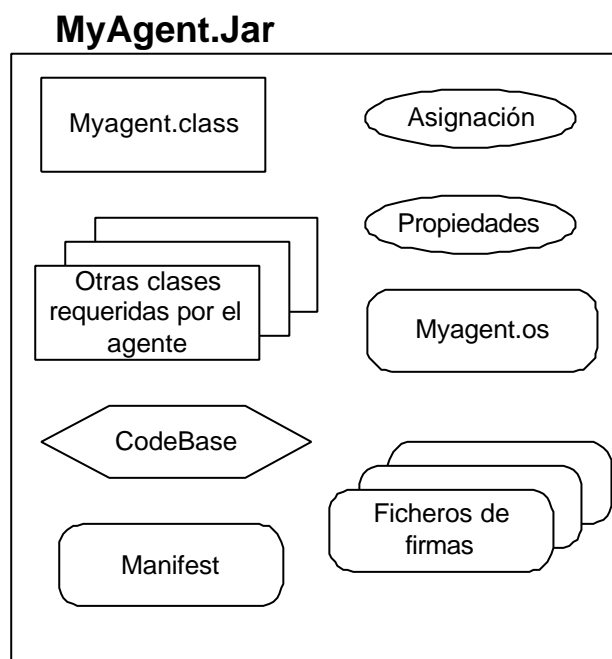 MyAgent.Jar
Myagent.class
Asignación
Propiedades
Otras clases
requeridas por el
agente
Myagent.os
CodeBase
Ficheros de
firmas
Manifest